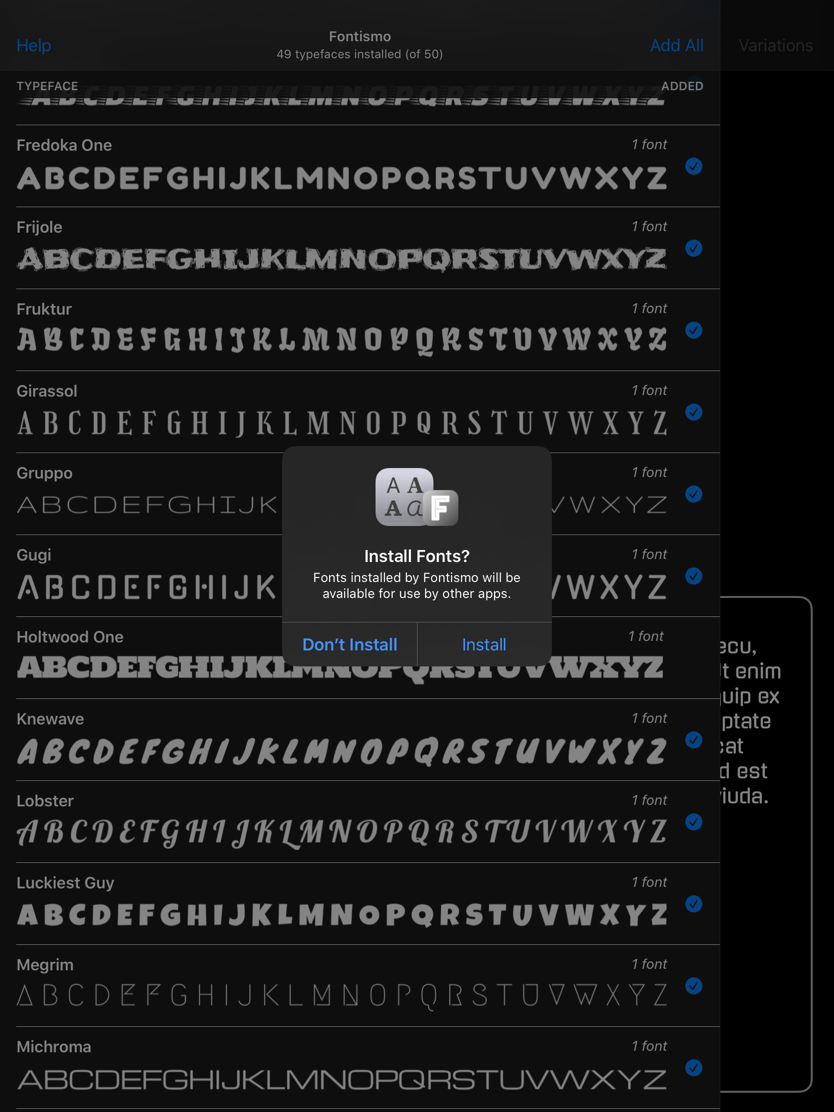 Help
Fontismo
49 typefaces installed (of 50)
Add All
Variations
TYPEFACE
ADDED
ABCDEFGHIJKLMNOPQRSTUVWXYZ
Fredoka One
1 font
ABCDEFGHIJKLMNOPQRSTUVWXYZ
Frijole
1 font
ABCDEFGHIJKLMNOPQRSTUVWXYZ
Fruktur
1 font
ABCDEFGHIJKLMNOPQRSTUVWXYZ
Girassol
1 font
ABCDEFGHIJKLMNOPQRSTUVWXYZ
Gruppo
1 font
ABCDEFGHIJK
VWXYZ
Gugi
1 font
ABCDEFGHIJK
VWXYZ
AA
Aa
F
Install Fonts?
Fonts installed by Fontismo will be
available for use by other apps.
Don't Install
Install
Holtwood One
1 font
ABCDEFGHIJKLMNOPQRSTUVWXYZ
Knewave
1 font
ABCDEFGHIJKLMNOPQRSTUVWXYZ
Lobster
1 font
ABCDEFGHIJKLMNOPQRSTUVWXYZ
Luckiest Guy
1 font
ABCDEFGHIJKLMNOPQRSTUVWXYZ
Megrim
1 font
ABCDEFGHIJKLMNOPQRSTUVWXYZ
Michroma
1 font
ABCDEFGHIJKLMNOPQRSTUVWXYZ
ecu,
lt enim
uip ex
ptate
cat
d est
iuda.